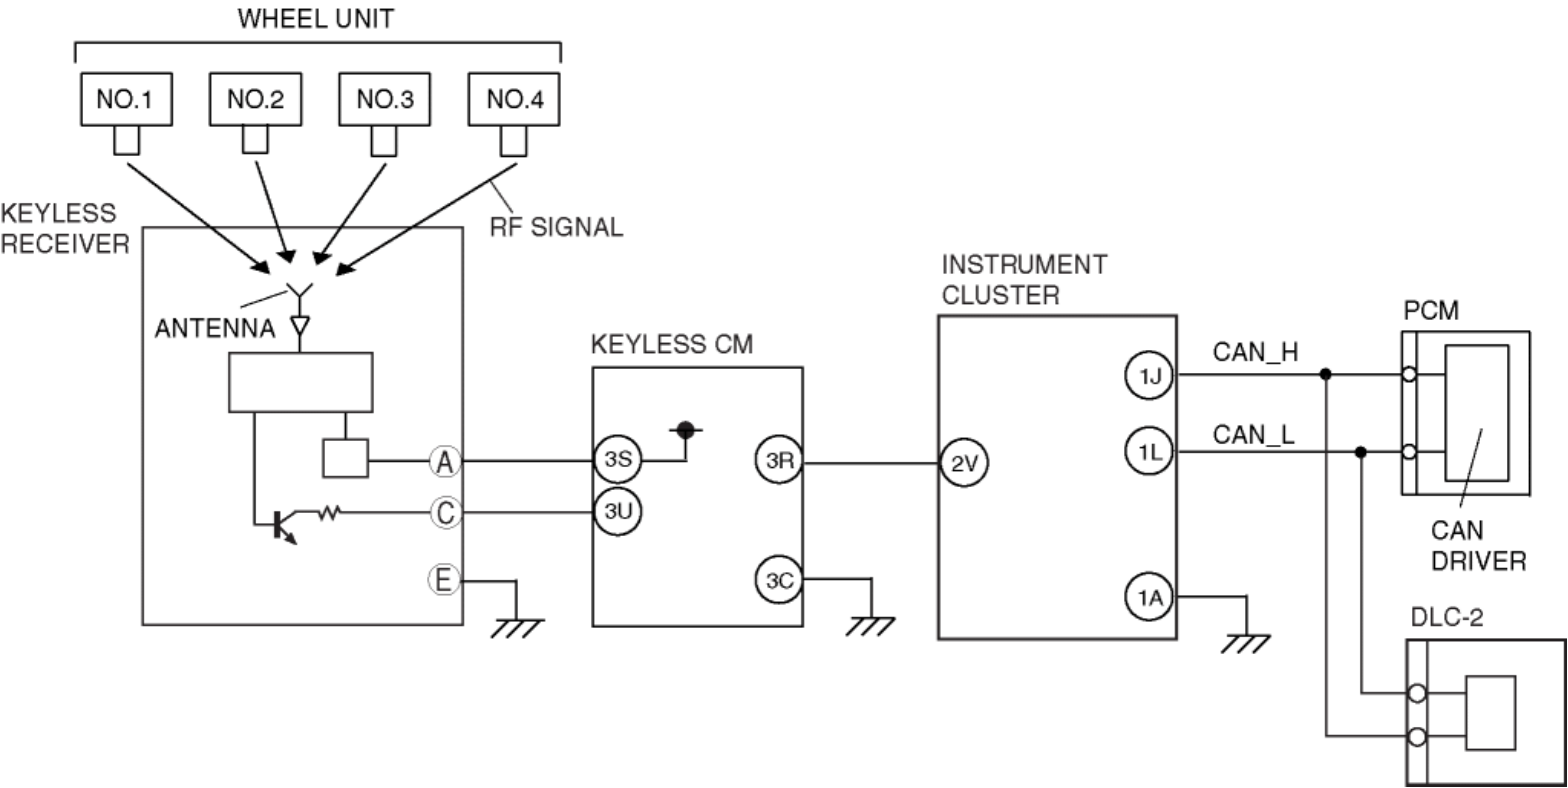 WHEEL UNIT
NO.1
NO.2
NO.3
NO.4
KEYLESS
RECEIVER
RF SIGNAL
ANTENNA
A
C
E
KEYLESS CM
3S
3U
3R
3C
INSTRUMENT
CLUSTER
2V
1J
1L
1A
CAN_H
CAN_L
PCM
CAN
DRIVER
DLC-2